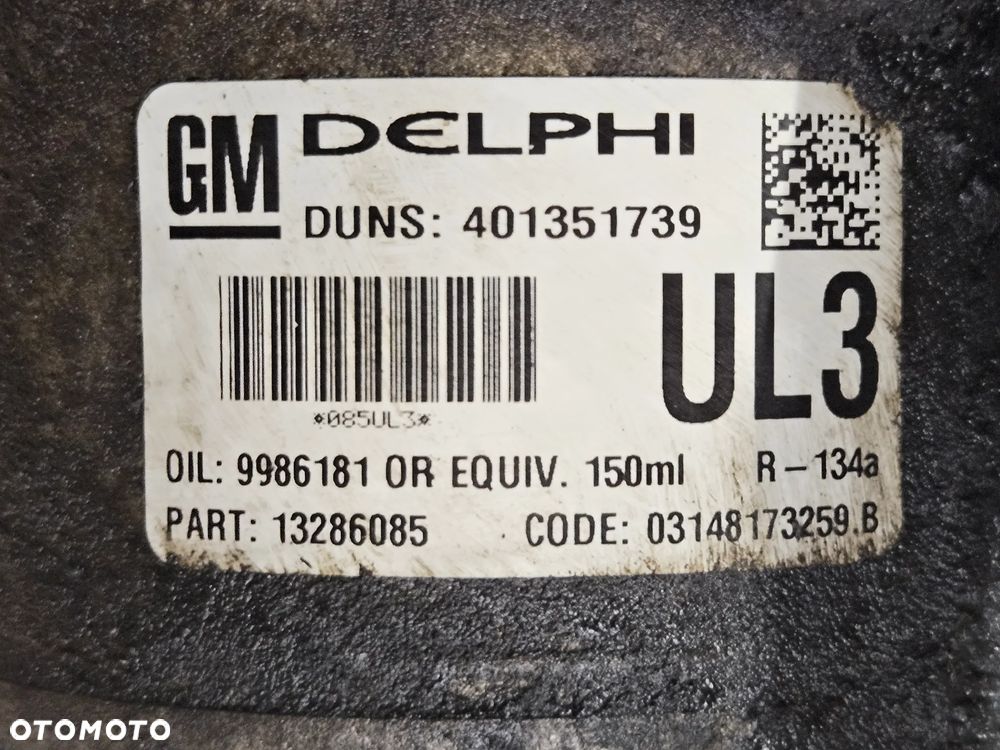 GM DELPHI
DUNS: 401351739
UL3
*085UL3*
OIL: 9986181 OR EQUIV. 150ml R-134a
PART: 13286085 CODE: 03148173259.B
OTOMOTO